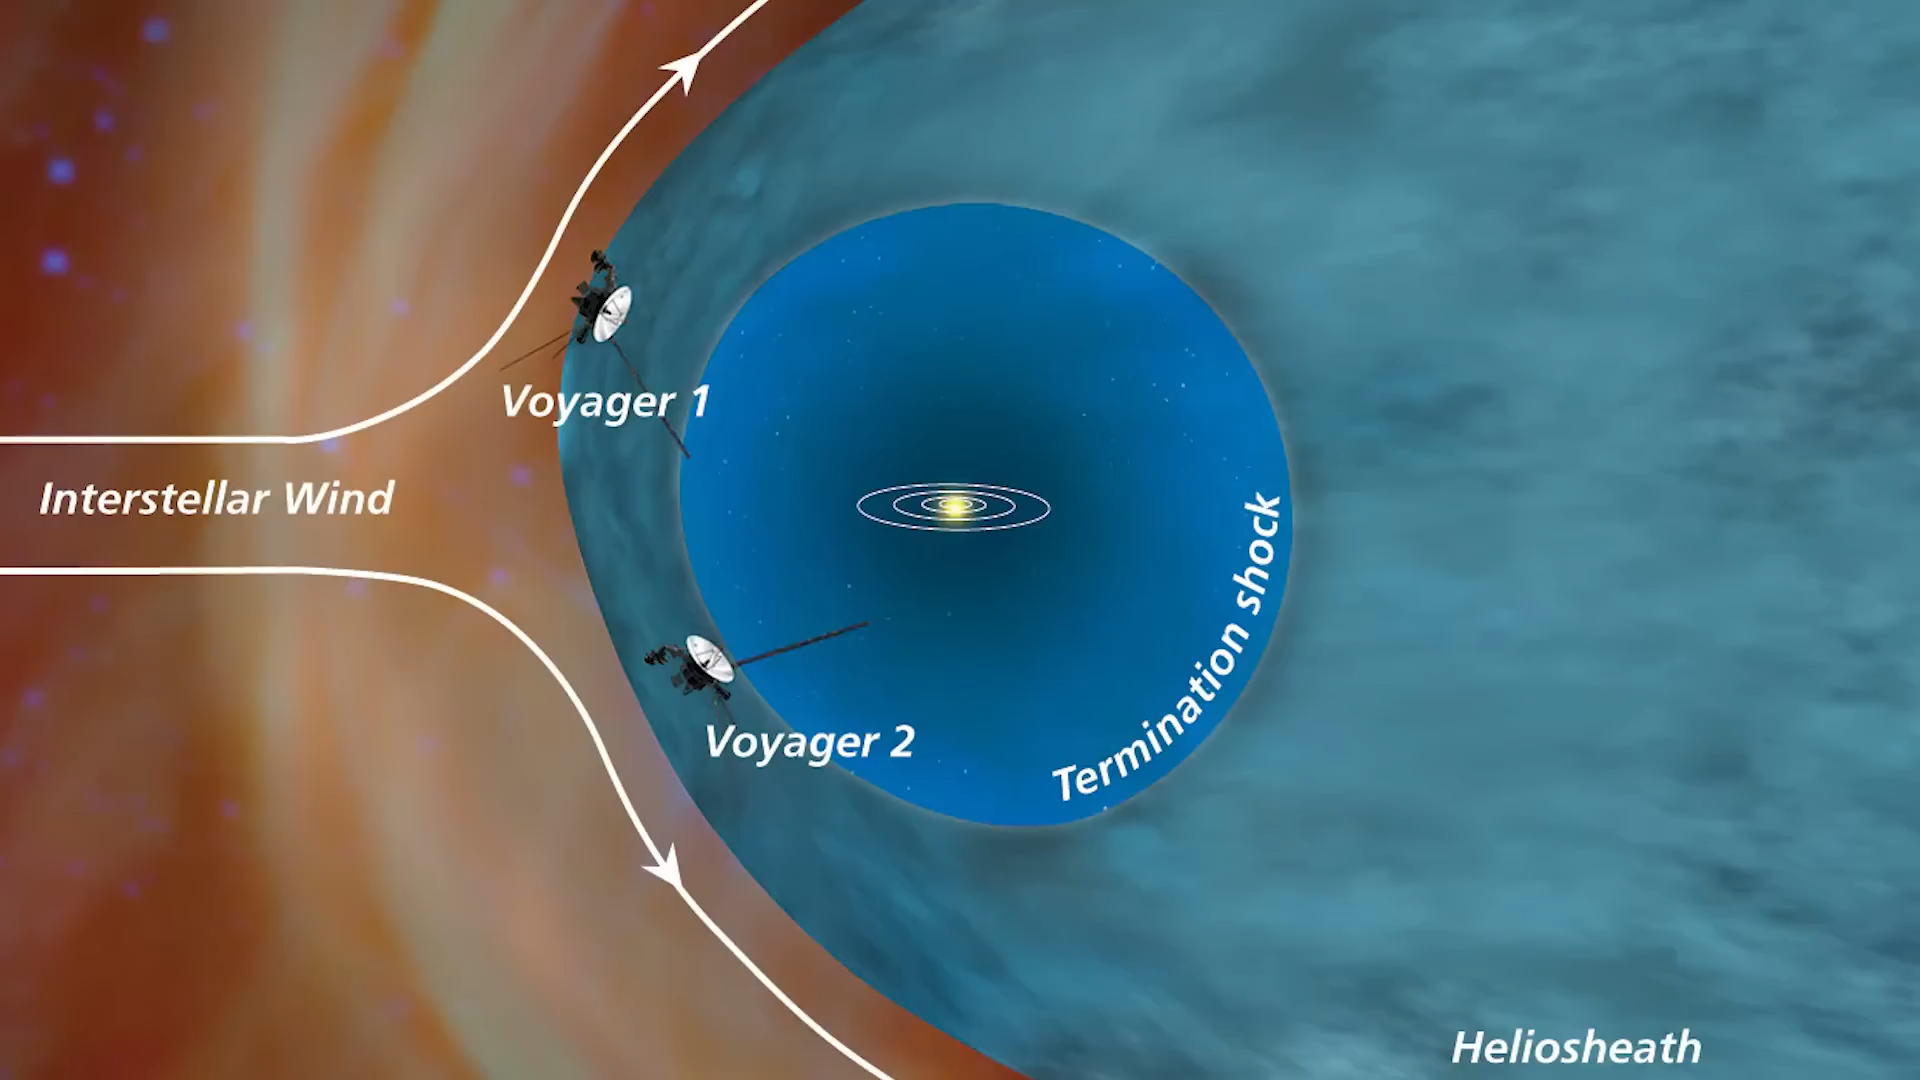 Voyager 1
Interstellar Wind
Termination shock
Voyager 2
Heliosheath